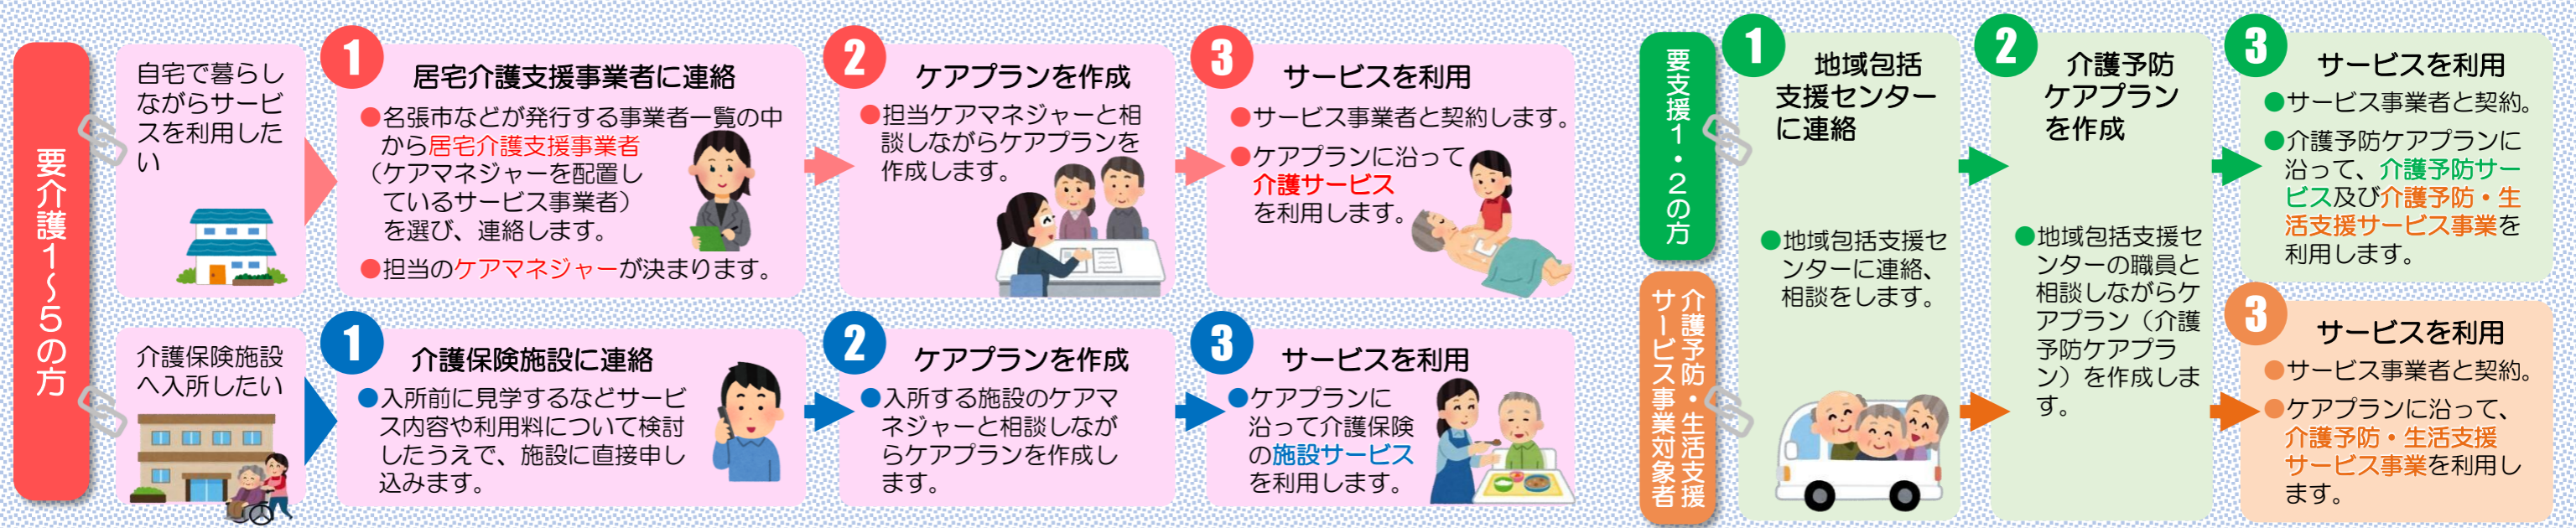 要介護1~5の方
自宅で暮らし
ながらサービ
スを利用した
い
1
居宅介護支援事業者に連絡
●名張市などが発行する事業者一覧の中
から居宅介護支援事業者
（ケアマネジャーを配置し
ているサービス事業者）
を選び、連絡します。
●担当のケアマネジャーが決まります。
2
ケアプランを作成
●担当ケアマネジャーと相
談しながらケアプランを
作成します。
3
サービスを利用
●サービス事業者と契約します。
●ケアプランに沿って
介護サービス
を利用します。
介護保険施設
へ入所したい
1
介護保険施設に連絡
●入所前に見学するなどサービ
ス内容や利用料について検討
したうえで、施設に直接申し
込みます。
2
ケアプランを作成
●入所する施設のケアマ
ネジャーと相談しなが
らケアプランを作成し
ます。
3
サービスを利用
●ケアプランに
沿って介護保険
の施設サービス
を利用します。
要支援1・2の方
介護予防・生活支援
サービス事業対象者
1
地域包括
支援センター
に連絡
●地域包括支援セ
ンターに連絡、
相談をします。
2
介護予防
ケアプラン
を作成
●地域包括支援セ
ンターの職員と
相談しながらケ
アプラン（介護
予防ケアプラ
ン）を作成しま
す。
3
サービスを利用
●サービス事業者と契約。
●介護予防ケアプランに
沿って、介護予防サー
ビス及び介護予防・生
活支援サービス事業を
利用します。
3
サービスを利用
●サービス事業者と契約。
●ケアプランに沿って、
介護予防・生活支援
サービス事業を利用し
ます。